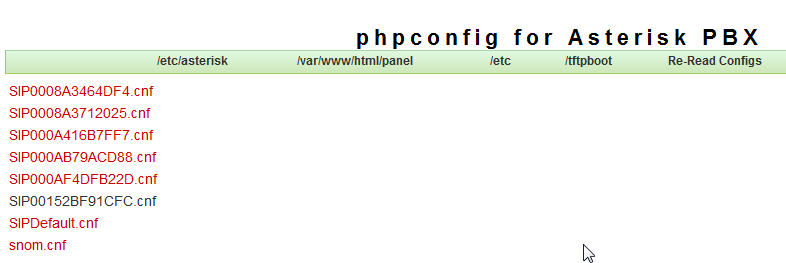 phpconfig for Asterisk PBX
/etc/asterisk /var/www/html/panel /etc /tftpboot Re-Read Configs
SIP0008A3464DF4.cnf
SIP0008A3712025.cnf
SIP000A416B7FF7.cnf
SIP000AB79ACD88.cnf
SIP000AF4DFB22D.cnf
SIP00152BF91CFC.cnf
SIPDefault.cnf
snom.cnf